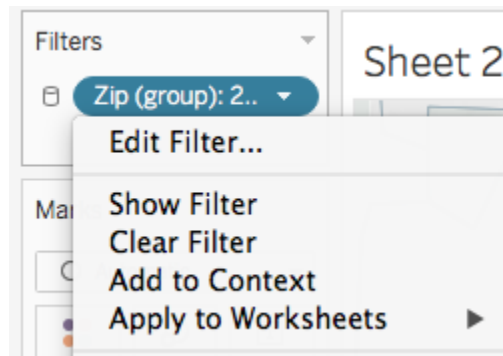 Filters
Sheet 2
Zip (group): 2..
Edit Filter...
Show Filter
Clear Filter
Add to Context
Apply to Worksheets